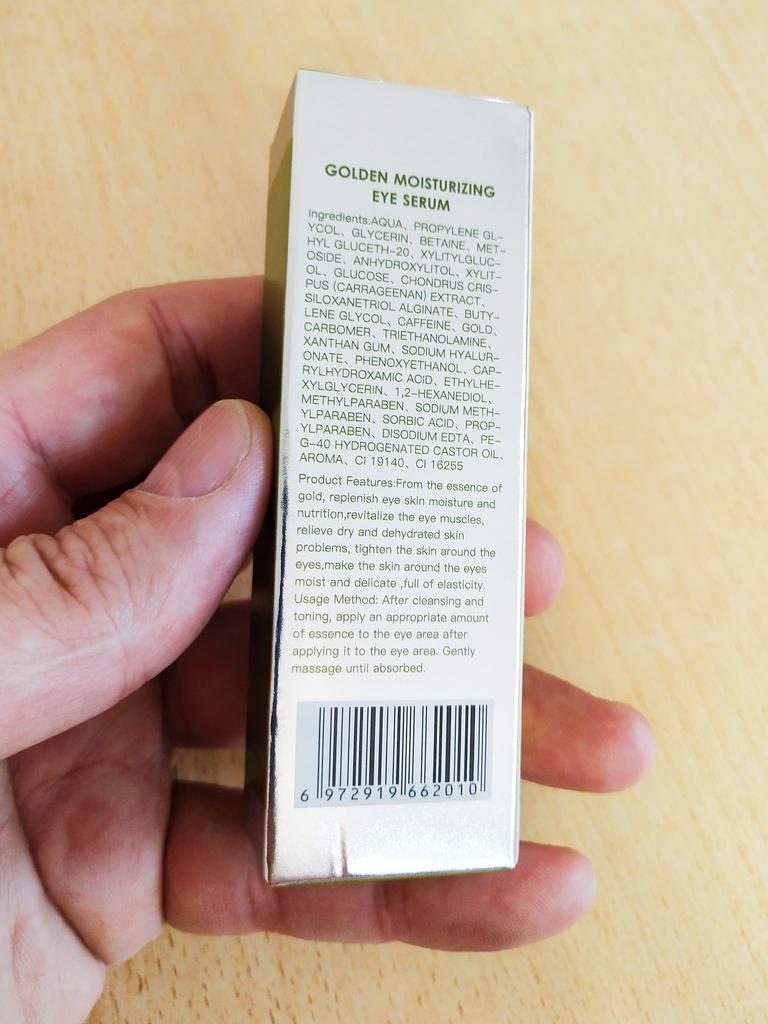 GOLDEN MOISTURIZING
EYE SERUM
Ingredients:AQUA、PROPYLENE GL-
YCOL、GLYCERIN、BETAINE、MET-
HYL GLUCETH-20、XYLITYLGLUC-
OSIDE、ANHYDROXYLITOL、XYLIT-
OL、GLUCOSE、CHONDRUS CRIS-
PUS (CARRAGEENAN) EXTRACT、
SILOXANETRIOL ALGINATE、BUTY-
LENE GLYCOL、CAFFEINE、GOLD、
CARBOMER、TRIETHANOLAMINE、
XANTHAN GUM、SODIUM HYALUR-
ONATE、PHENOXYETHANOL、CAP-
RYLHYDROXAMIC ACID、ETHYLHE-
XYLGLYCERIN、1,2-HEXANEDIOL、
METHYLPARABEN、SODIUM METH-
YLPARABEN、SORBIC ACID、PROP-
YLPARABEN、DISODIUM EDTA、PE-
G-40 HYDROGENATED CASTOR OIL、
AROMA、CI 19140、CI 16255
Product Features:From the essence of
gold, replenish eye skin moisture and
nutrition,revitalize the eye muscles,
relieve dry and dehydrated skin
problems, tighten the skin around the
eyes,make the skin around the eyes
moist and delicate ,full of elasticity.
Usage Method: After cleansing and
toning, apply an appropriate amount
of essence to the eye area after
applying it to the eye area. Gently
massage until absorbed.
6 972919 662010